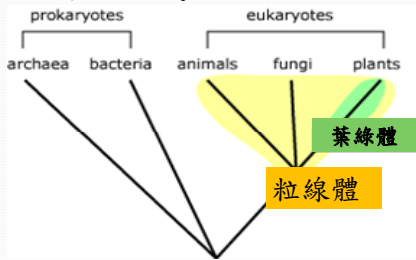 prokaryotes eukaryotes
archaea bacteria animals fungi plants
葉綠體
粒線體